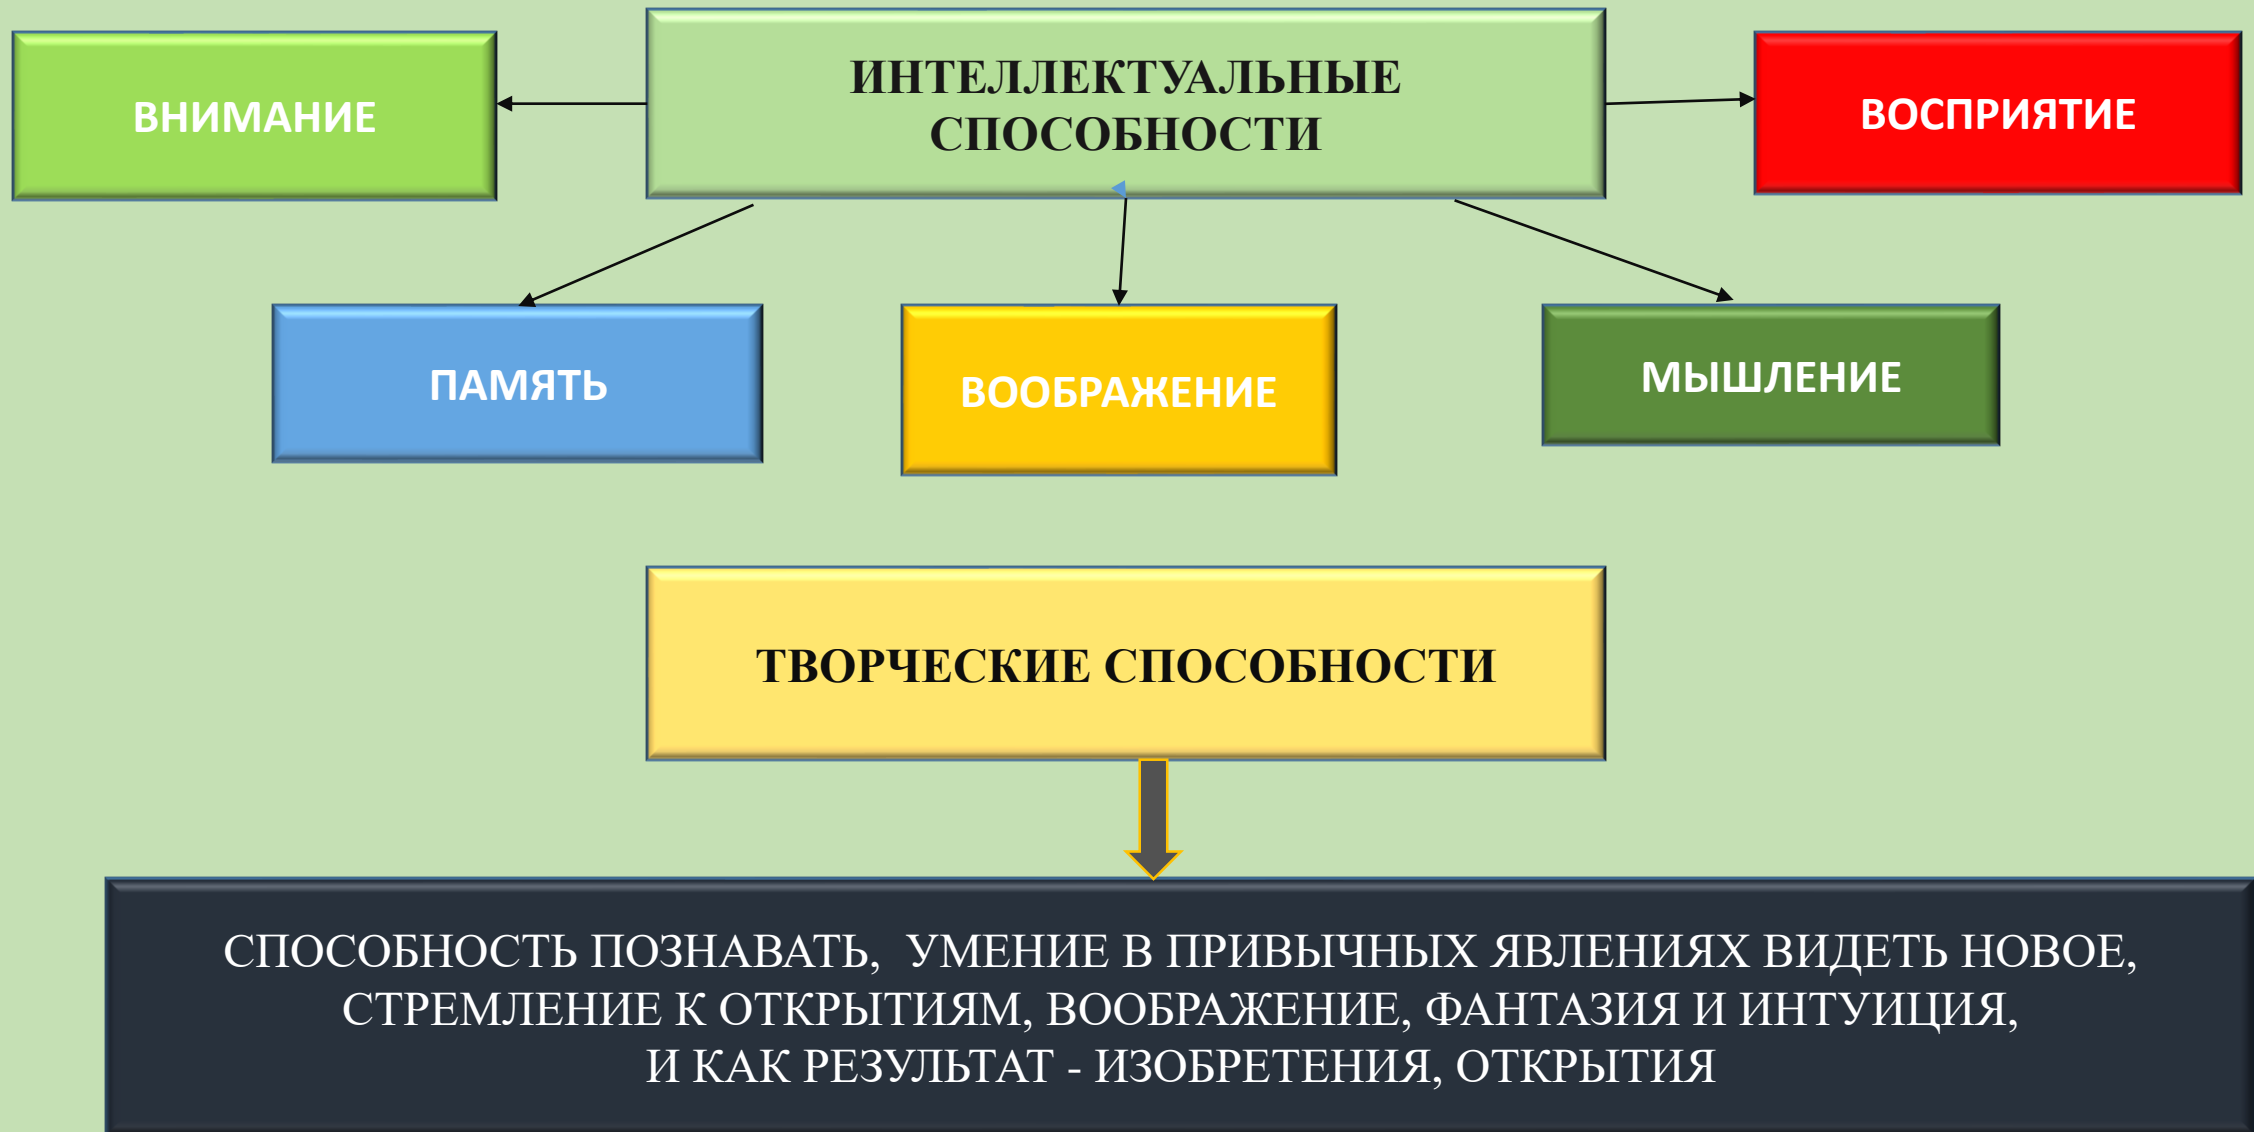 ВНИМАНИЕ
ИНТЕЛЛЕКТУАЛЬНЫЕ
СПОСОБНОСТИ
ВОСПРИЯТИЕ
ПАМЯТЬ
ВООБРАЖЕНИЕ
МЫШЛЕНИЕ
ТВОРЧЕСКИЕ СПОСОБНОСТИ
СПОСОБНОСТЬ ПОЗНАВАТЬ, УМЕНИЕ В ПРИВЫЧНЫХ ЯВЛЕНИЯХ ВИДЕТЬ НОВОЕ,
СТРЕМЛЕНИЕ К ОТКРЫТИЯМ, ВООБРАЖЕНИЕ, ФАНТАЗИЯ И ИНТУИЦИЯ,
И КАК РЕЗУЛЬТАТ - ИЗОБРЕТЕНИЯ, ОТКРЫТИЯ